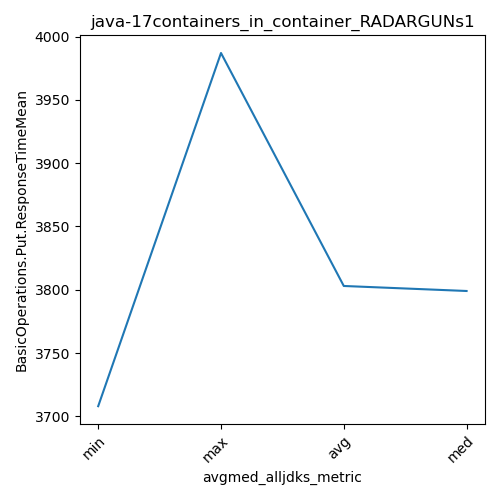 java-17containers_in_container_RADARGUNs1
BasicOperations.Put.ResponseTimeMean
4000
3950
3900
3850
3800
3750
3700
min
max
avg
med
avgmed_alljdks_metric